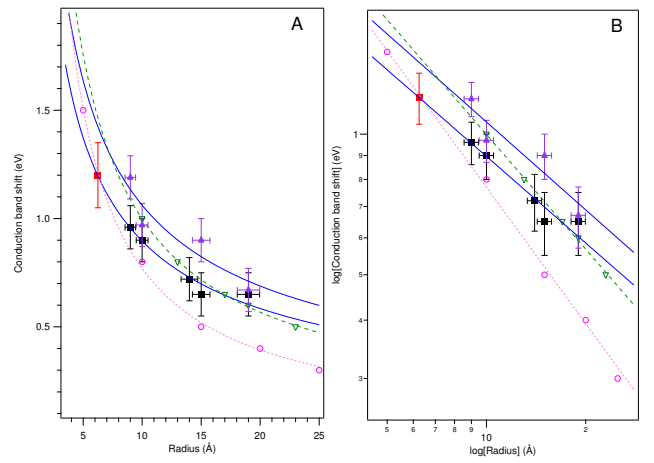 A
Conduction band shift (eV)
1.5
1.0
0.5
5 10 15 20 25
Radius (Å)
B
log[Conduction band shift] (eV)
1
9
8
7
6
5
4
3
5 6 7 8 9 10 2
log[Radius] (Å)